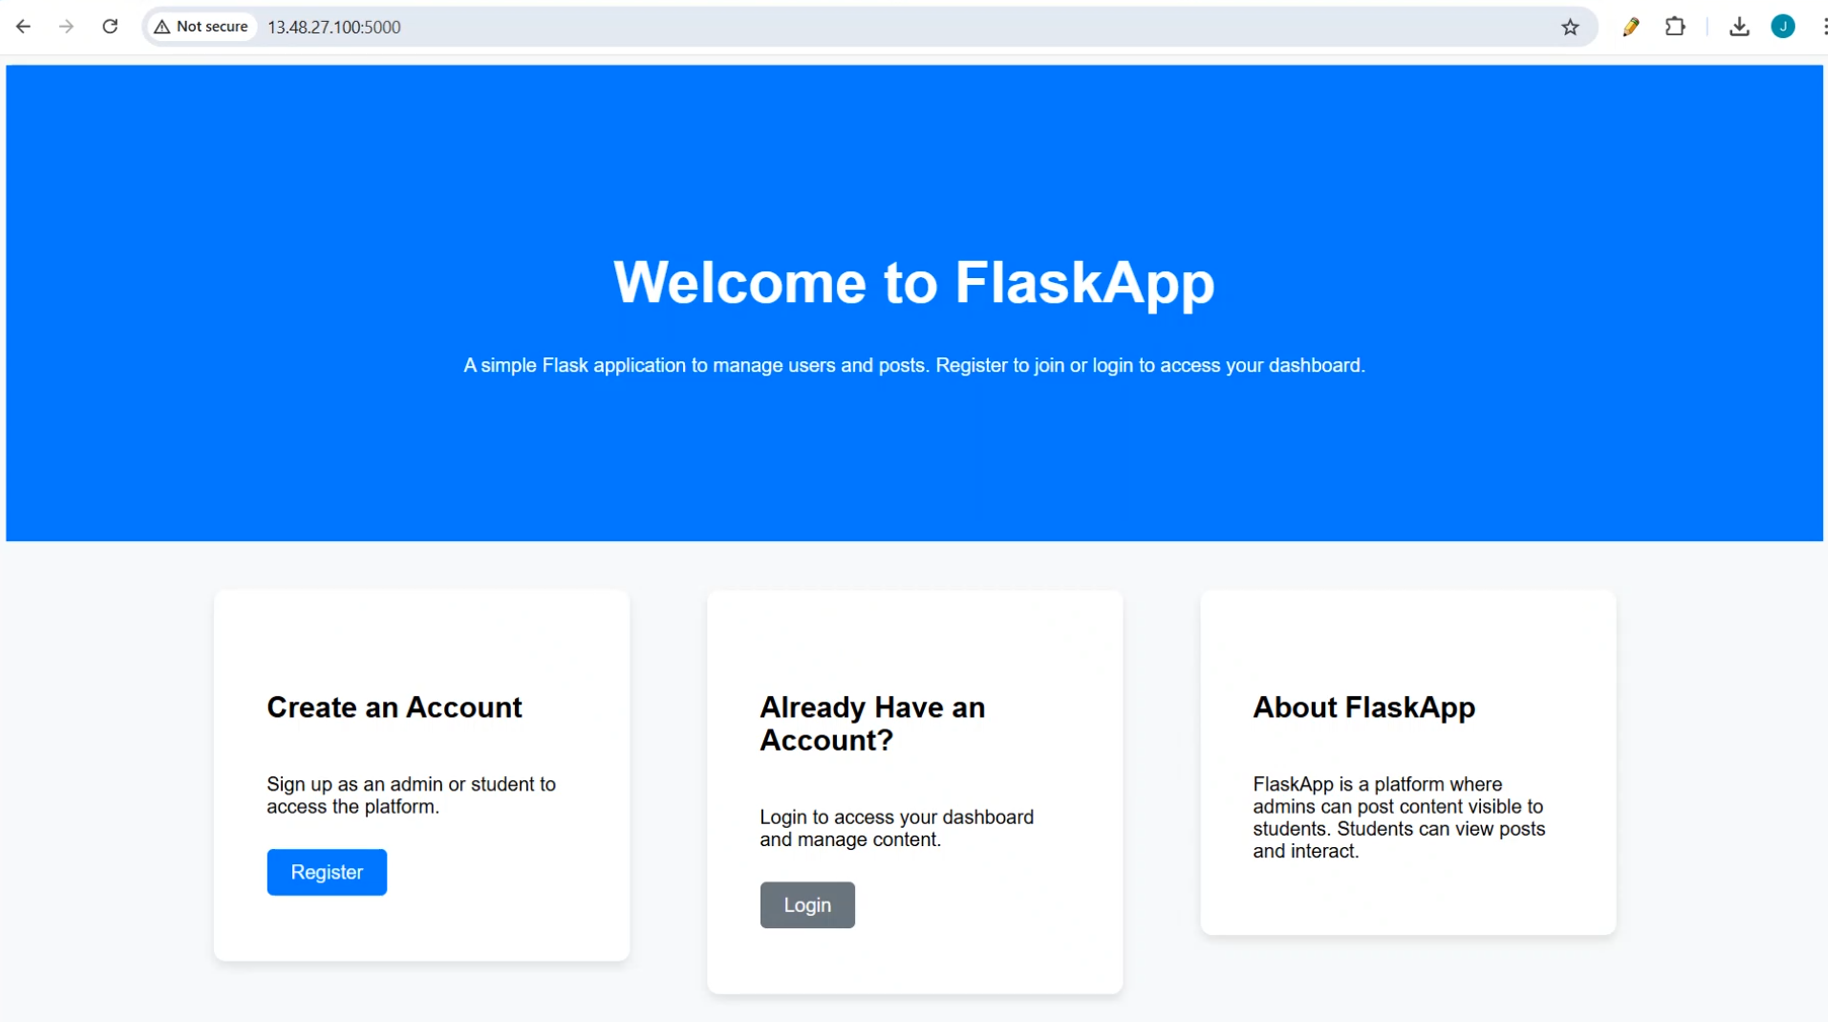 Not secure 13.48.27.100:5000
J
Welcome to FlaskApp
A simple Flask application to manage users and posts. Register to join or login to access your dashboard.
Create an Account
Sign up as an admin or student to
access the platform.
Register
Already Have an
Account?
Login to access your dashboard
and manage content.
Login
About FlaskApp
FlaskApp is a platform where
admins can post content visible to
students. Students can view posts
and interact.